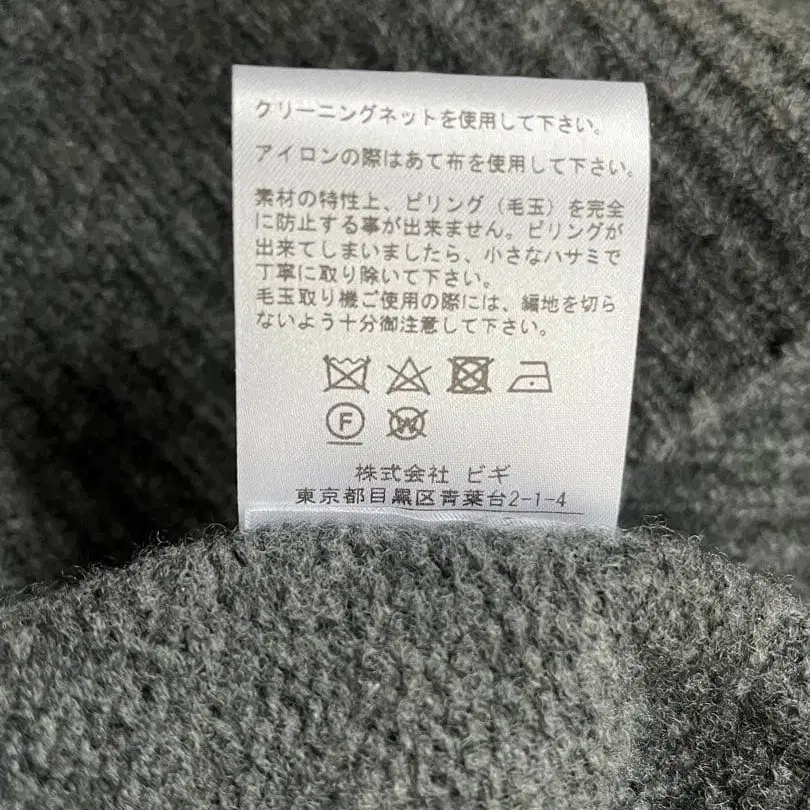 クリーニングネットを使用して下さい。
アイロンの際はあて布を使用して下さい。
素材の特性上、ピリング（毛玉）を完全
に防止する事が出来ません。ピリングが
出来てしまいましたら、小さなハサミで
丁寧に取り除いて下さい。
毛玉取り機ご使用の際には、編地を切ら
ないよう十分御注意して下さい。
F W
株式会社 ビギ
東京都目黒区青葉台2-1-4